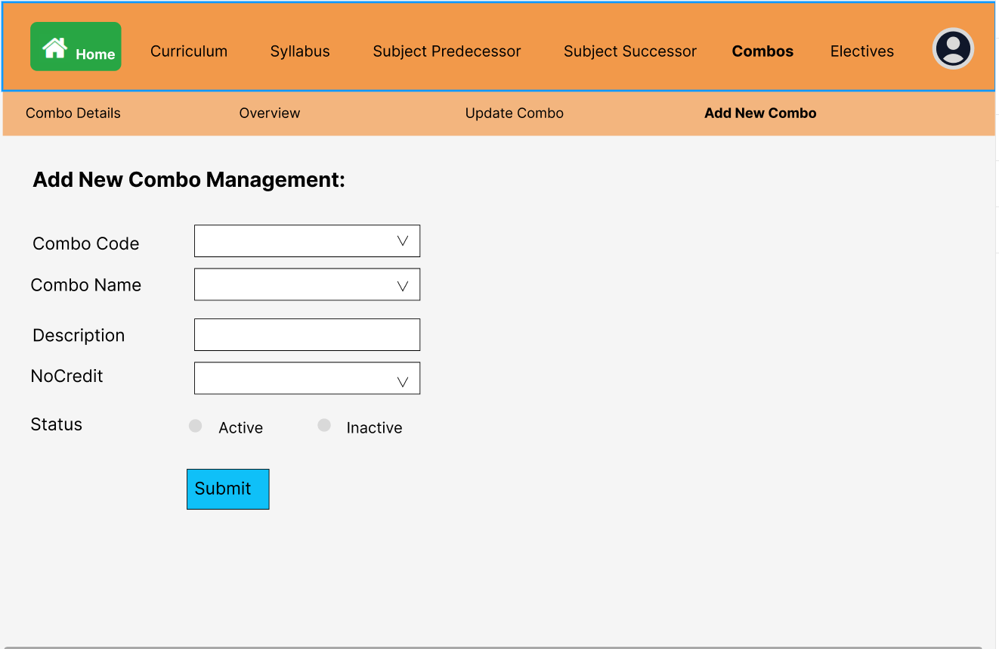 Home Curriculum Syllabus Subject Predecessor Subject Successor Combos Electives
Combo Details Overview Update Combo Add New Combo
Add New Combo Management:
Combo Code
Combo Name
Description
NoCredit
Status Active Inactive
Submit